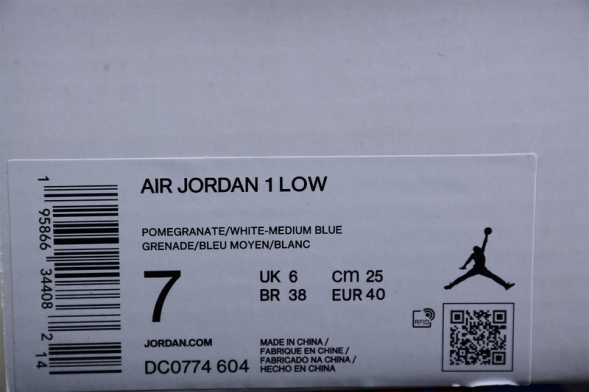 AIR JORDAN 1 LOW
POMEGRANATE/WHITE-MEDIUM BLUE
GRENADE/BLEU MOYEN/BLANC
7
UK 6 cm 25
BR 38 EUR 40
JORDAN.COM
DC0774 604
MADE IN CHINA /
FABRIQUE EN CHINE /
FABRICADO NA CHINA /
HECHO EN CHINA
RFID
1 95866 34408 2 14